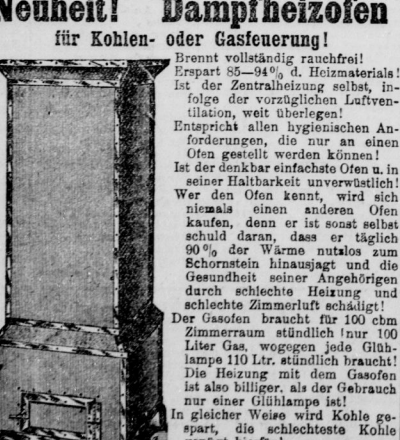 Neuheit! Dampfheizofen
für Kohlen- oder Gasfeuerung!
Brennt vollständig rauchfrei!
Erspart 85—94% d. Heizmaterials!
Ist der Zentralheizung selbst, in-
folge der vorzüglichen Luftven-
tilation, weit überlegen!
Entspricht allen hygienischen An-
forderungen, die nur an einen
Ofen gestellt werden können!
Ist der denkbar einfachste Ofen u. in
seiner Haltbarkeit unverwüstlich!
Wer den Ofen kennt, wird sich
niemals einen anderen Ofen
kaufen, denn er ist sonst selbst
schuld daran, dass er täglich
90% der Wärme nutzlos zum
Schornstein hinausjagt und die
Gesundheit seiner Angehörigen
durch schlechte Heizung und
schlechte Zimmerluft schädigt!
Der Gasofen braucht für 100 cbm
Zimmerraum stündlich nur 100
Liter Gas, wogegen jede Glüh-
lampe 110 Ltr. stündlich braucht!
Die Heizung mit dem Gasofen
ist also billiger, als der Gebrauch
nur einer Glühlampe ist!
In gleicher Weise wird Kohle ge-
spart, die schlechteste Kohle